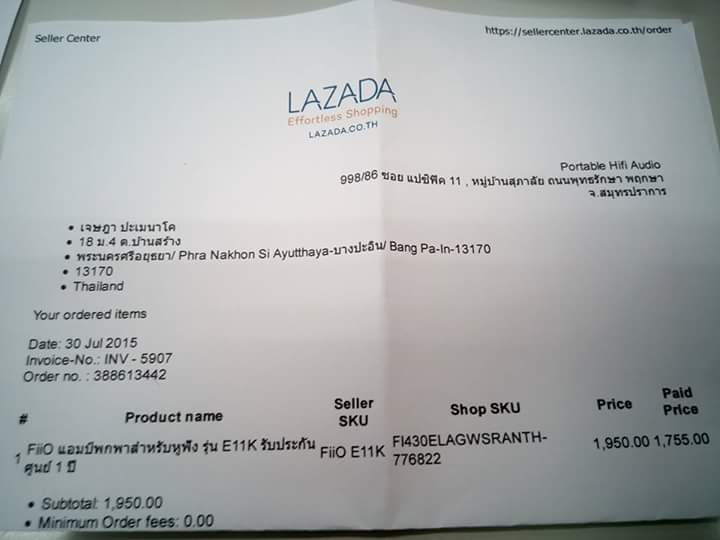 Seller Center
https://sellercenter.lazada.co.th/order
LAZADA
Effortless Shopping
LAZADA.CO.TH
Portable Hifi Audio
998/86 ซอย แปซิฟิค 11 , หมู่บ้านสุภาลัย ถนนพุทธรักษา พฤกษา
จ.สมุทรปราการ
• เจษฎา ปะเมนาโค
• 18 ม.4 ต.บ้านสร้าง
• พระนครศรีอยุธยา/ Phra Nakhon Si Ayutthaya-บางปะอิน/ Bang Pa-In-13170
• 13170
• Thailand
Your ordered items
Date: 30 Jul 2015
Invoice-No.: INV - 5907
Order no. : 388613442
# Product name Seller SKU Shop SKU Price Paid Price
1 FiiO แอมป์พกพาสำหรับหูฟัง รุ่น E11K รับประกัน FiiO E11K FI430ELAGWSRANTH- 1,950.00 1,755.00
ศูนย์ 1 ปี 776822
• Subtotal: 1,950.00
• Minimum Order fees: 0.00